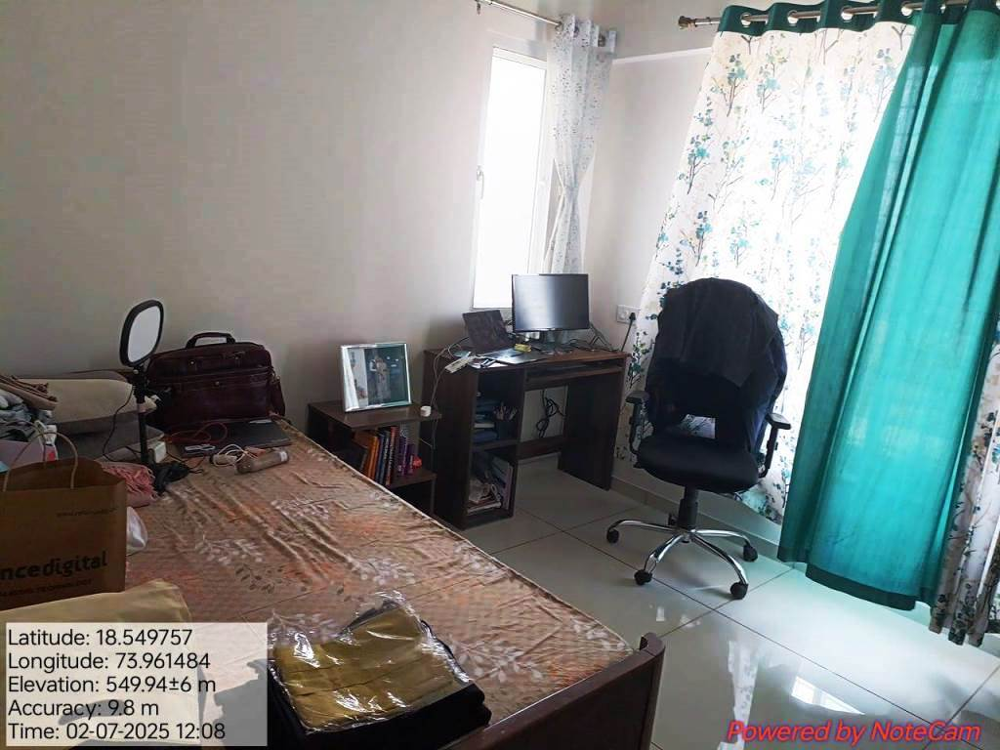 ncedigital
Latitude: 18.549757
Longitude: 73.961484
Elevation: 549.94±6 m
Accuracy: 9.8 m
Time: 02-07-2025 12:08
Powered by NoteCam